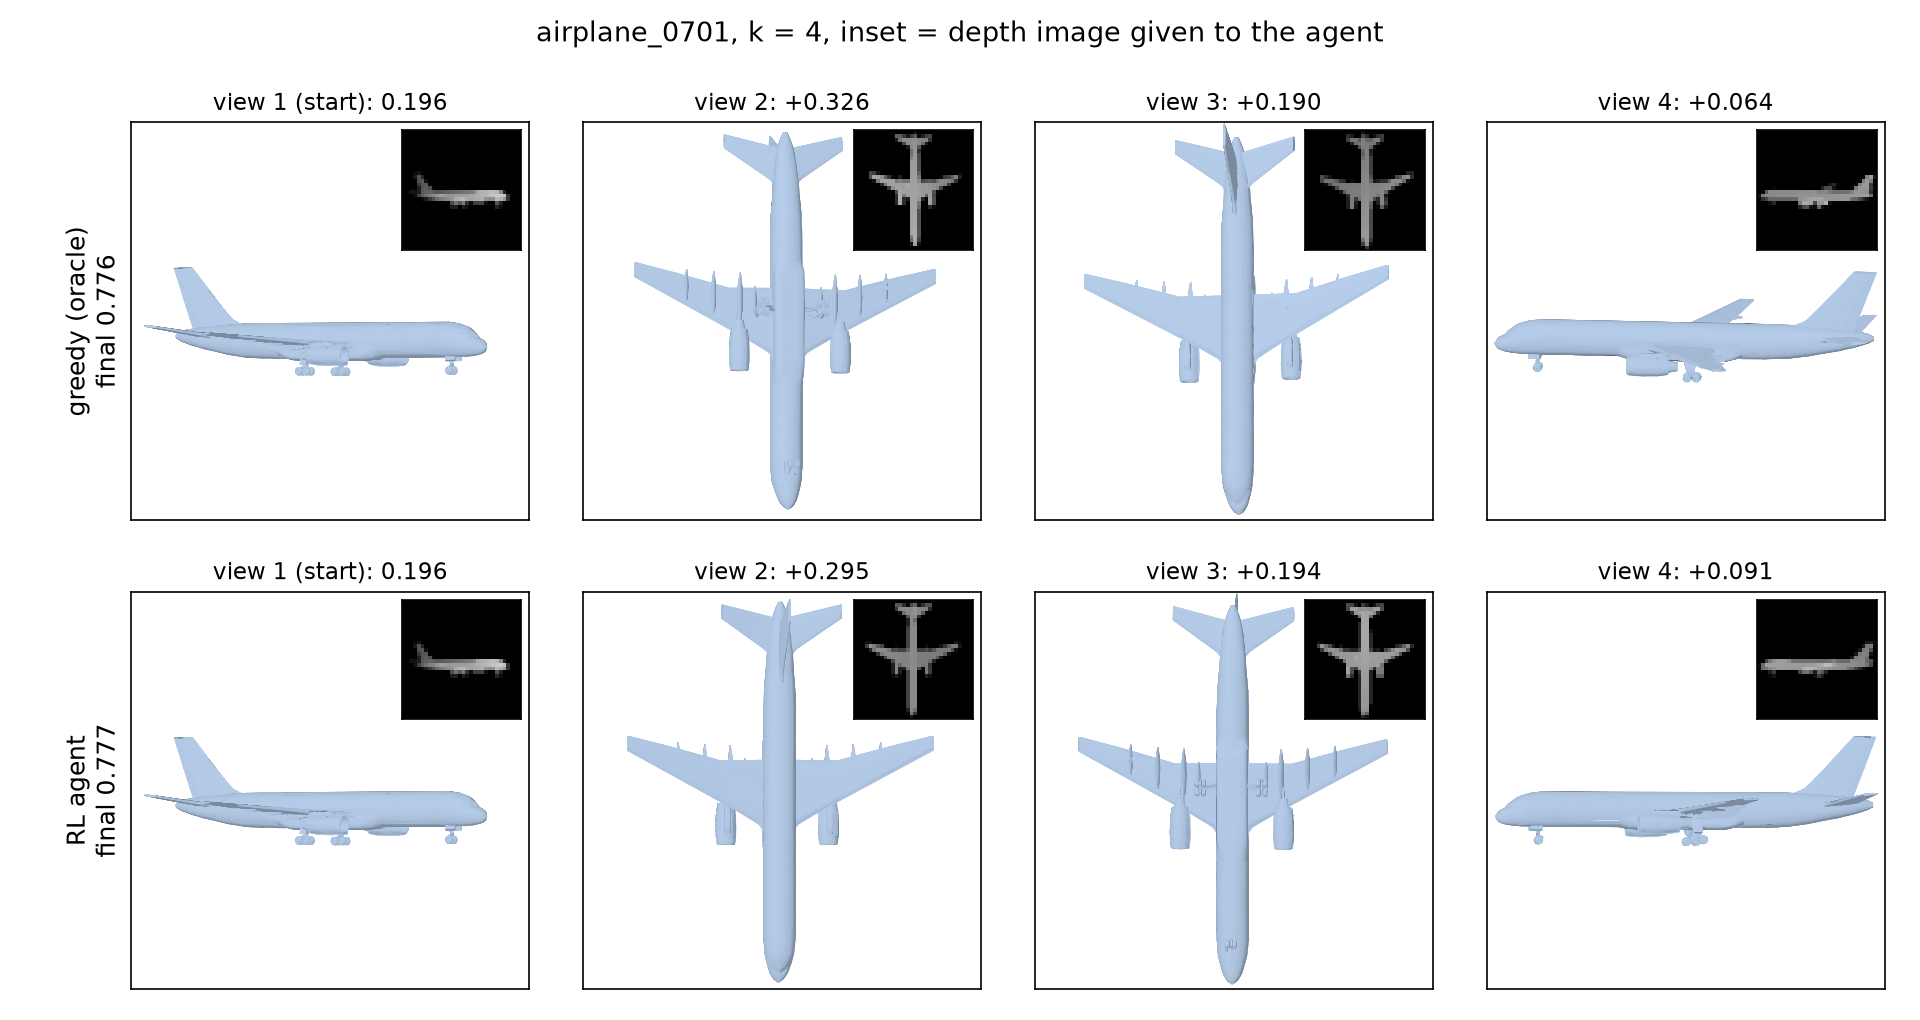 airplane_0701, k = 4, inset = depth image given to the agent
greedy (oracle)
final 0.776
view 1 (start): 0.196
view 2: +0.326
view 3: +0.190
view 4: +0.064
RL agent
final 0.777
view 1 (start): 0.196
view 2: +0.295
view 3: +0.194
view 4: +0.091